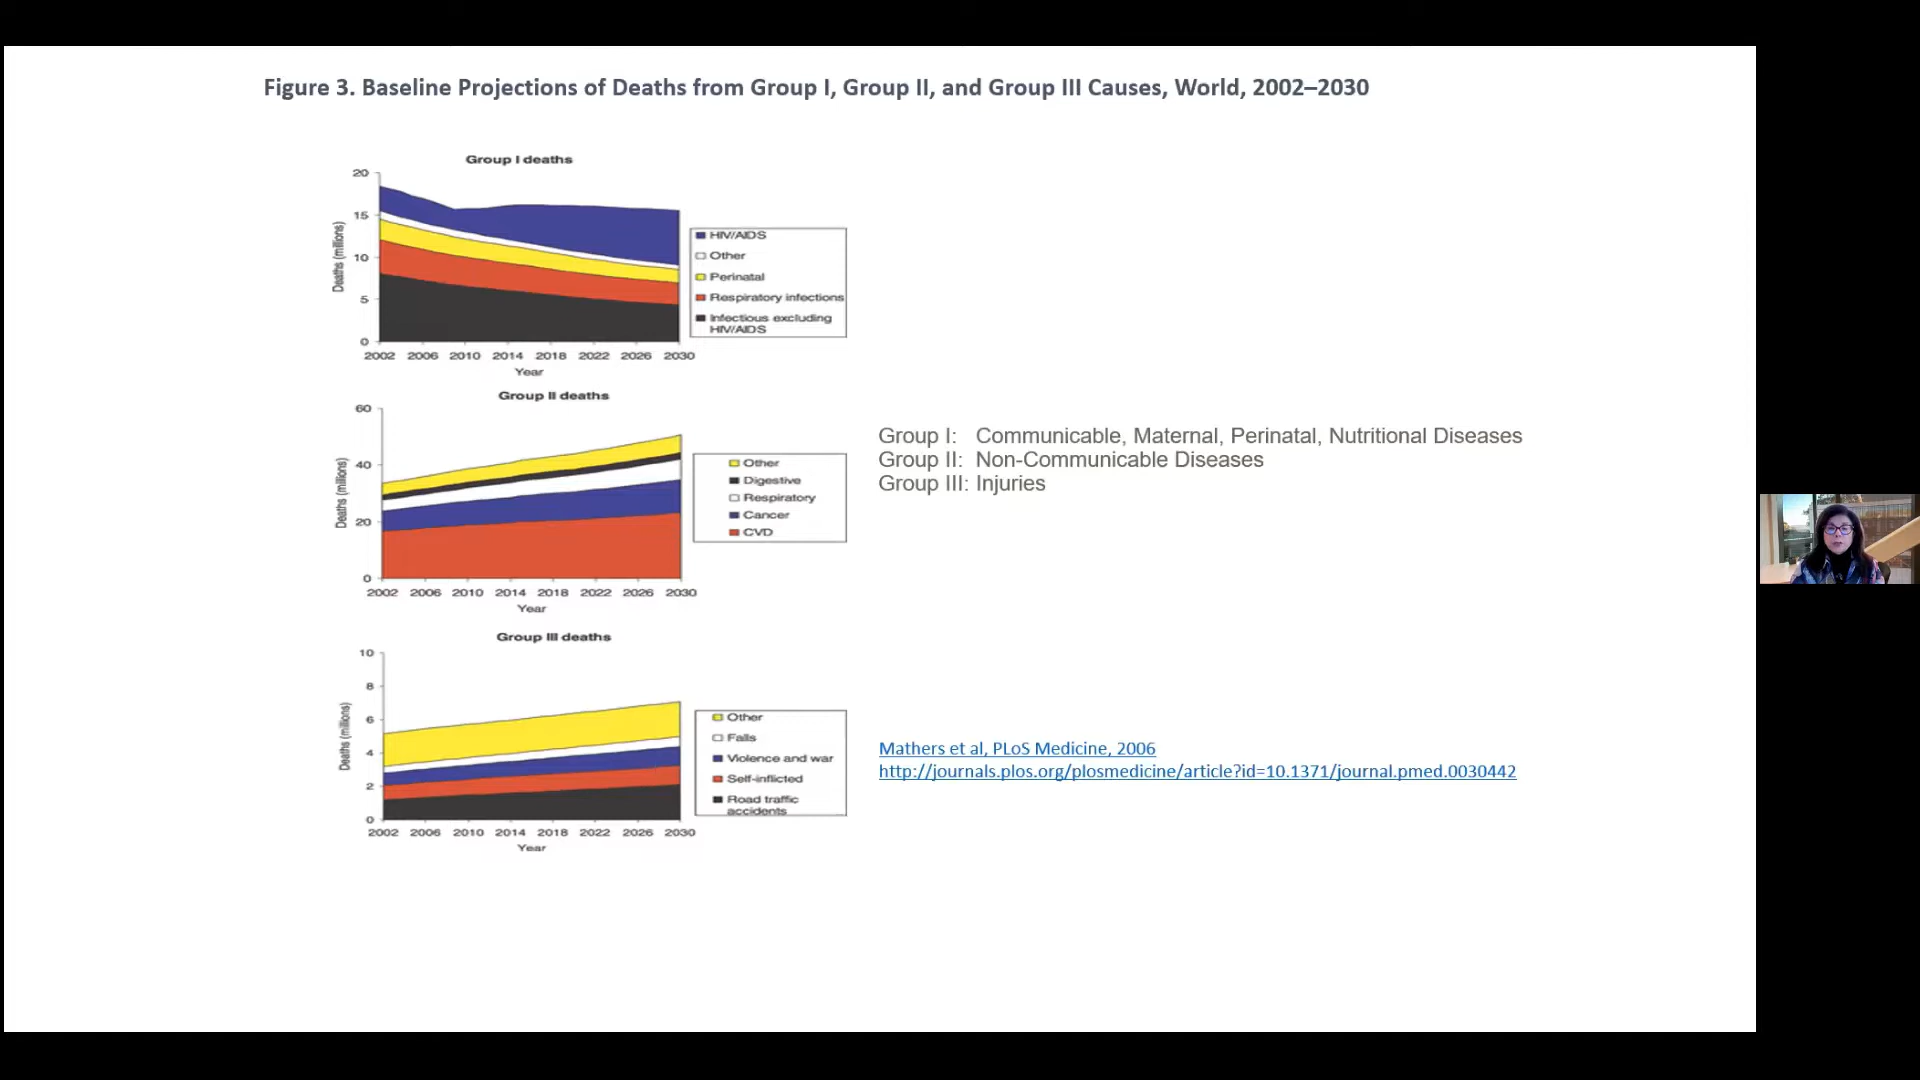 Figure 3. Baseline Projections of Deaths from Group I, Group II, and Group III Causes, World, 2002–2030
Group I deaths
20
15
10
5
0
Deaths (millions)
2002 2006 2010 2014 2018 2022 2026 2030
Year
HIV/AIDS
Other
Perinatal
Respiratory infections
Infectious excluding
HIV/AIDS
Group II deaths
60
40
20
0
Deaths (millions)
2002 2006 2010 2014 2018 2022 2026 2030
Year
Other
Digestive
Respiratory
Cancer
CVD
Group I: Communicable, Maternal, Perinatal, Nutritional Diseases
Group II: Non-Communicable Diseases
Group III: Injuries
Group III deaths
10
8
6
4
2
0
Deaths (millions)
2002 2006 2010 2014 2018 2022 2026 2030
Year
Other
Falls
Violence and war
Self-inflicted
Road traffic
accidents
Mathers et al, PLoS Medicine, 2006
http://journals.plos.org/plosmedicine/article?id=10.1371/journal.pmed.0030442